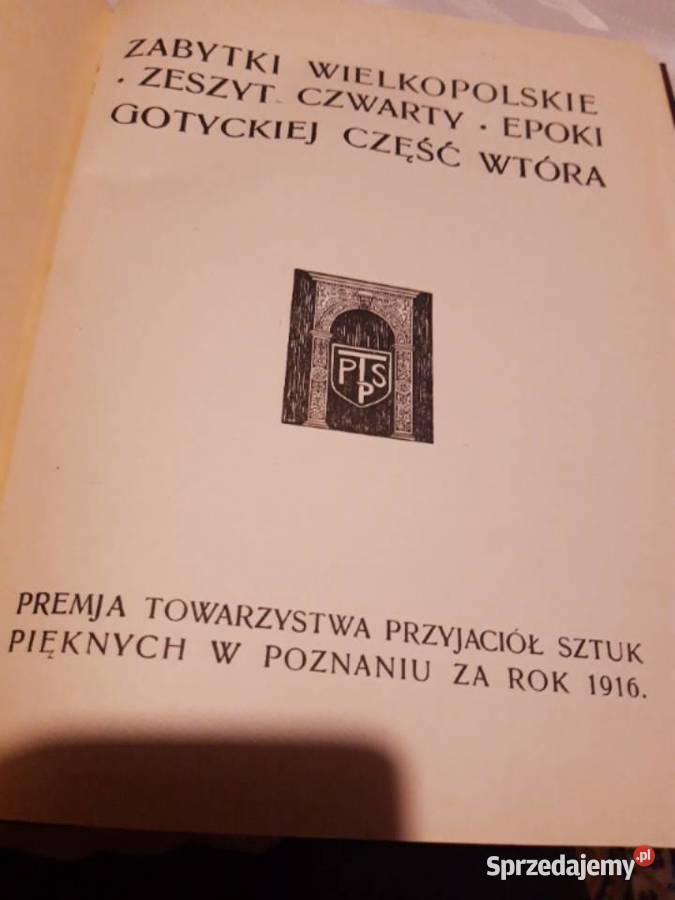 ZABYTKI WIELKOPOLSKIE
· ZESZYT CZWARTY · EPOKI
GOTYCKIEJ CZĘŚĆ WTÓRA
PTSP
PREMJA TOWARZYSTWA PRZYJACIÓŁ SZTUK
PIĘKNYCH W POZNANIU ZA ROK 1916.
Sprzedajemy.pl